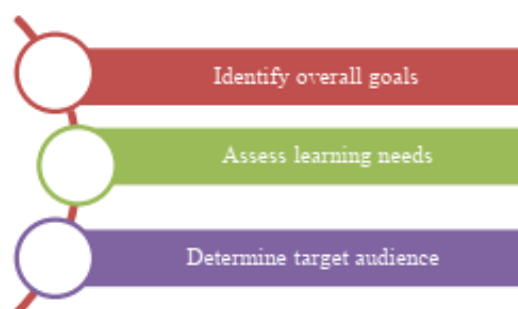 Identify overall goals
Assess learning needs
Determine target audience